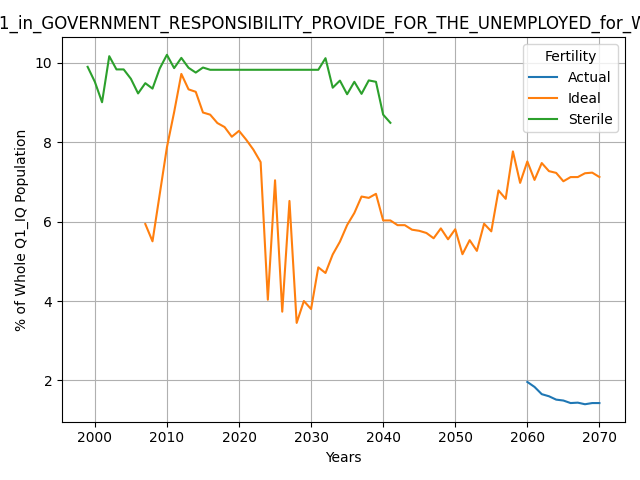 1_in_GOVERNMENT_RESPONSIBILITY_PROVIDE_FOR_THE_UNEMPLOYED_for_W
Fertility
Actual
Ideal
Sterile
% of Whole Q1_IQ Population
10
8
6
4
2
2000 2010 2020 2030 2040 2050 2060 2070
Years